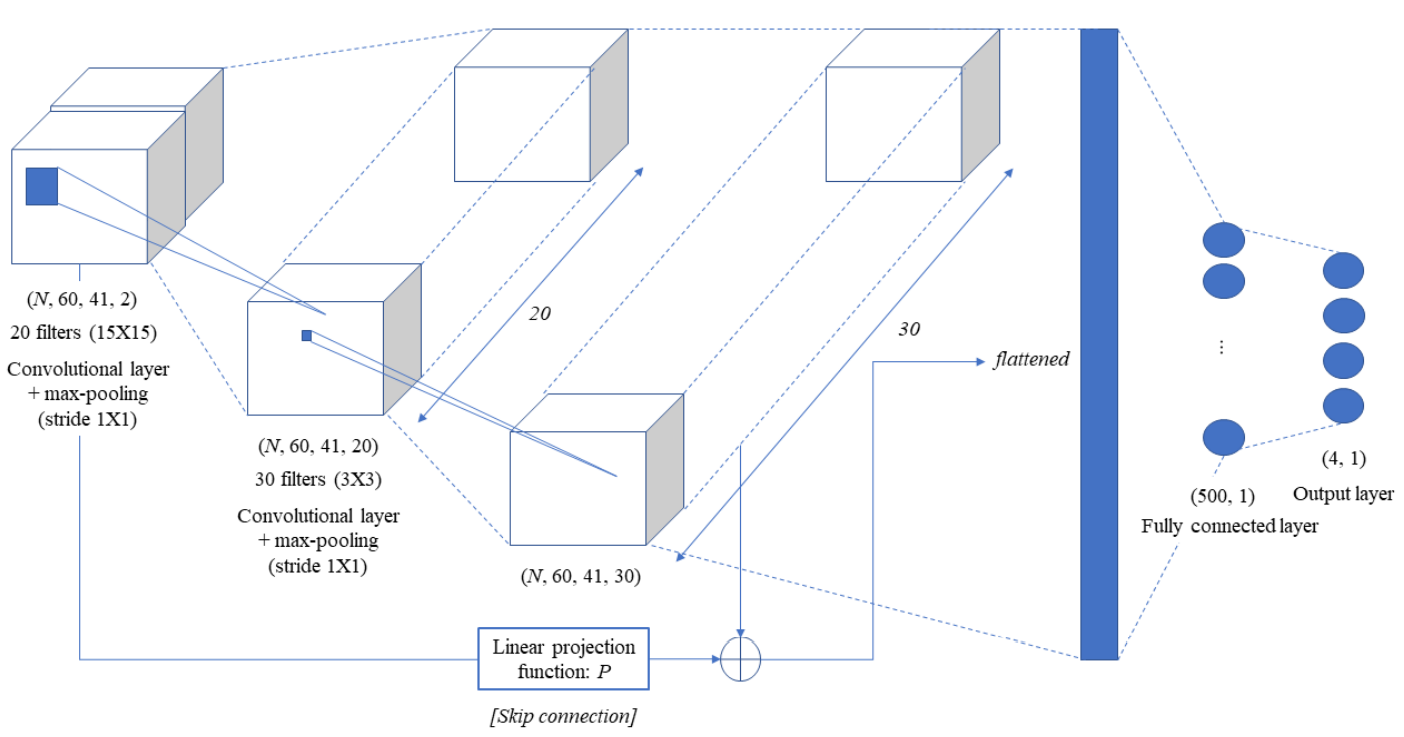 (N, 60, 41, 2)
20 filters (15X15)
Convolutional layer
+ max-pooling
(stride 1X1)
(N, 60, 41, 20)
30 filters (3X3)
Convolutional layer
+ max-pooling
(stride 1X1)
20
(N, 60, 41, 30)
30
flattened
Linear projection
function: P
[Skip connection]
⋮
(500, 1)
Fully connected layer
(4, 1)
Output layer